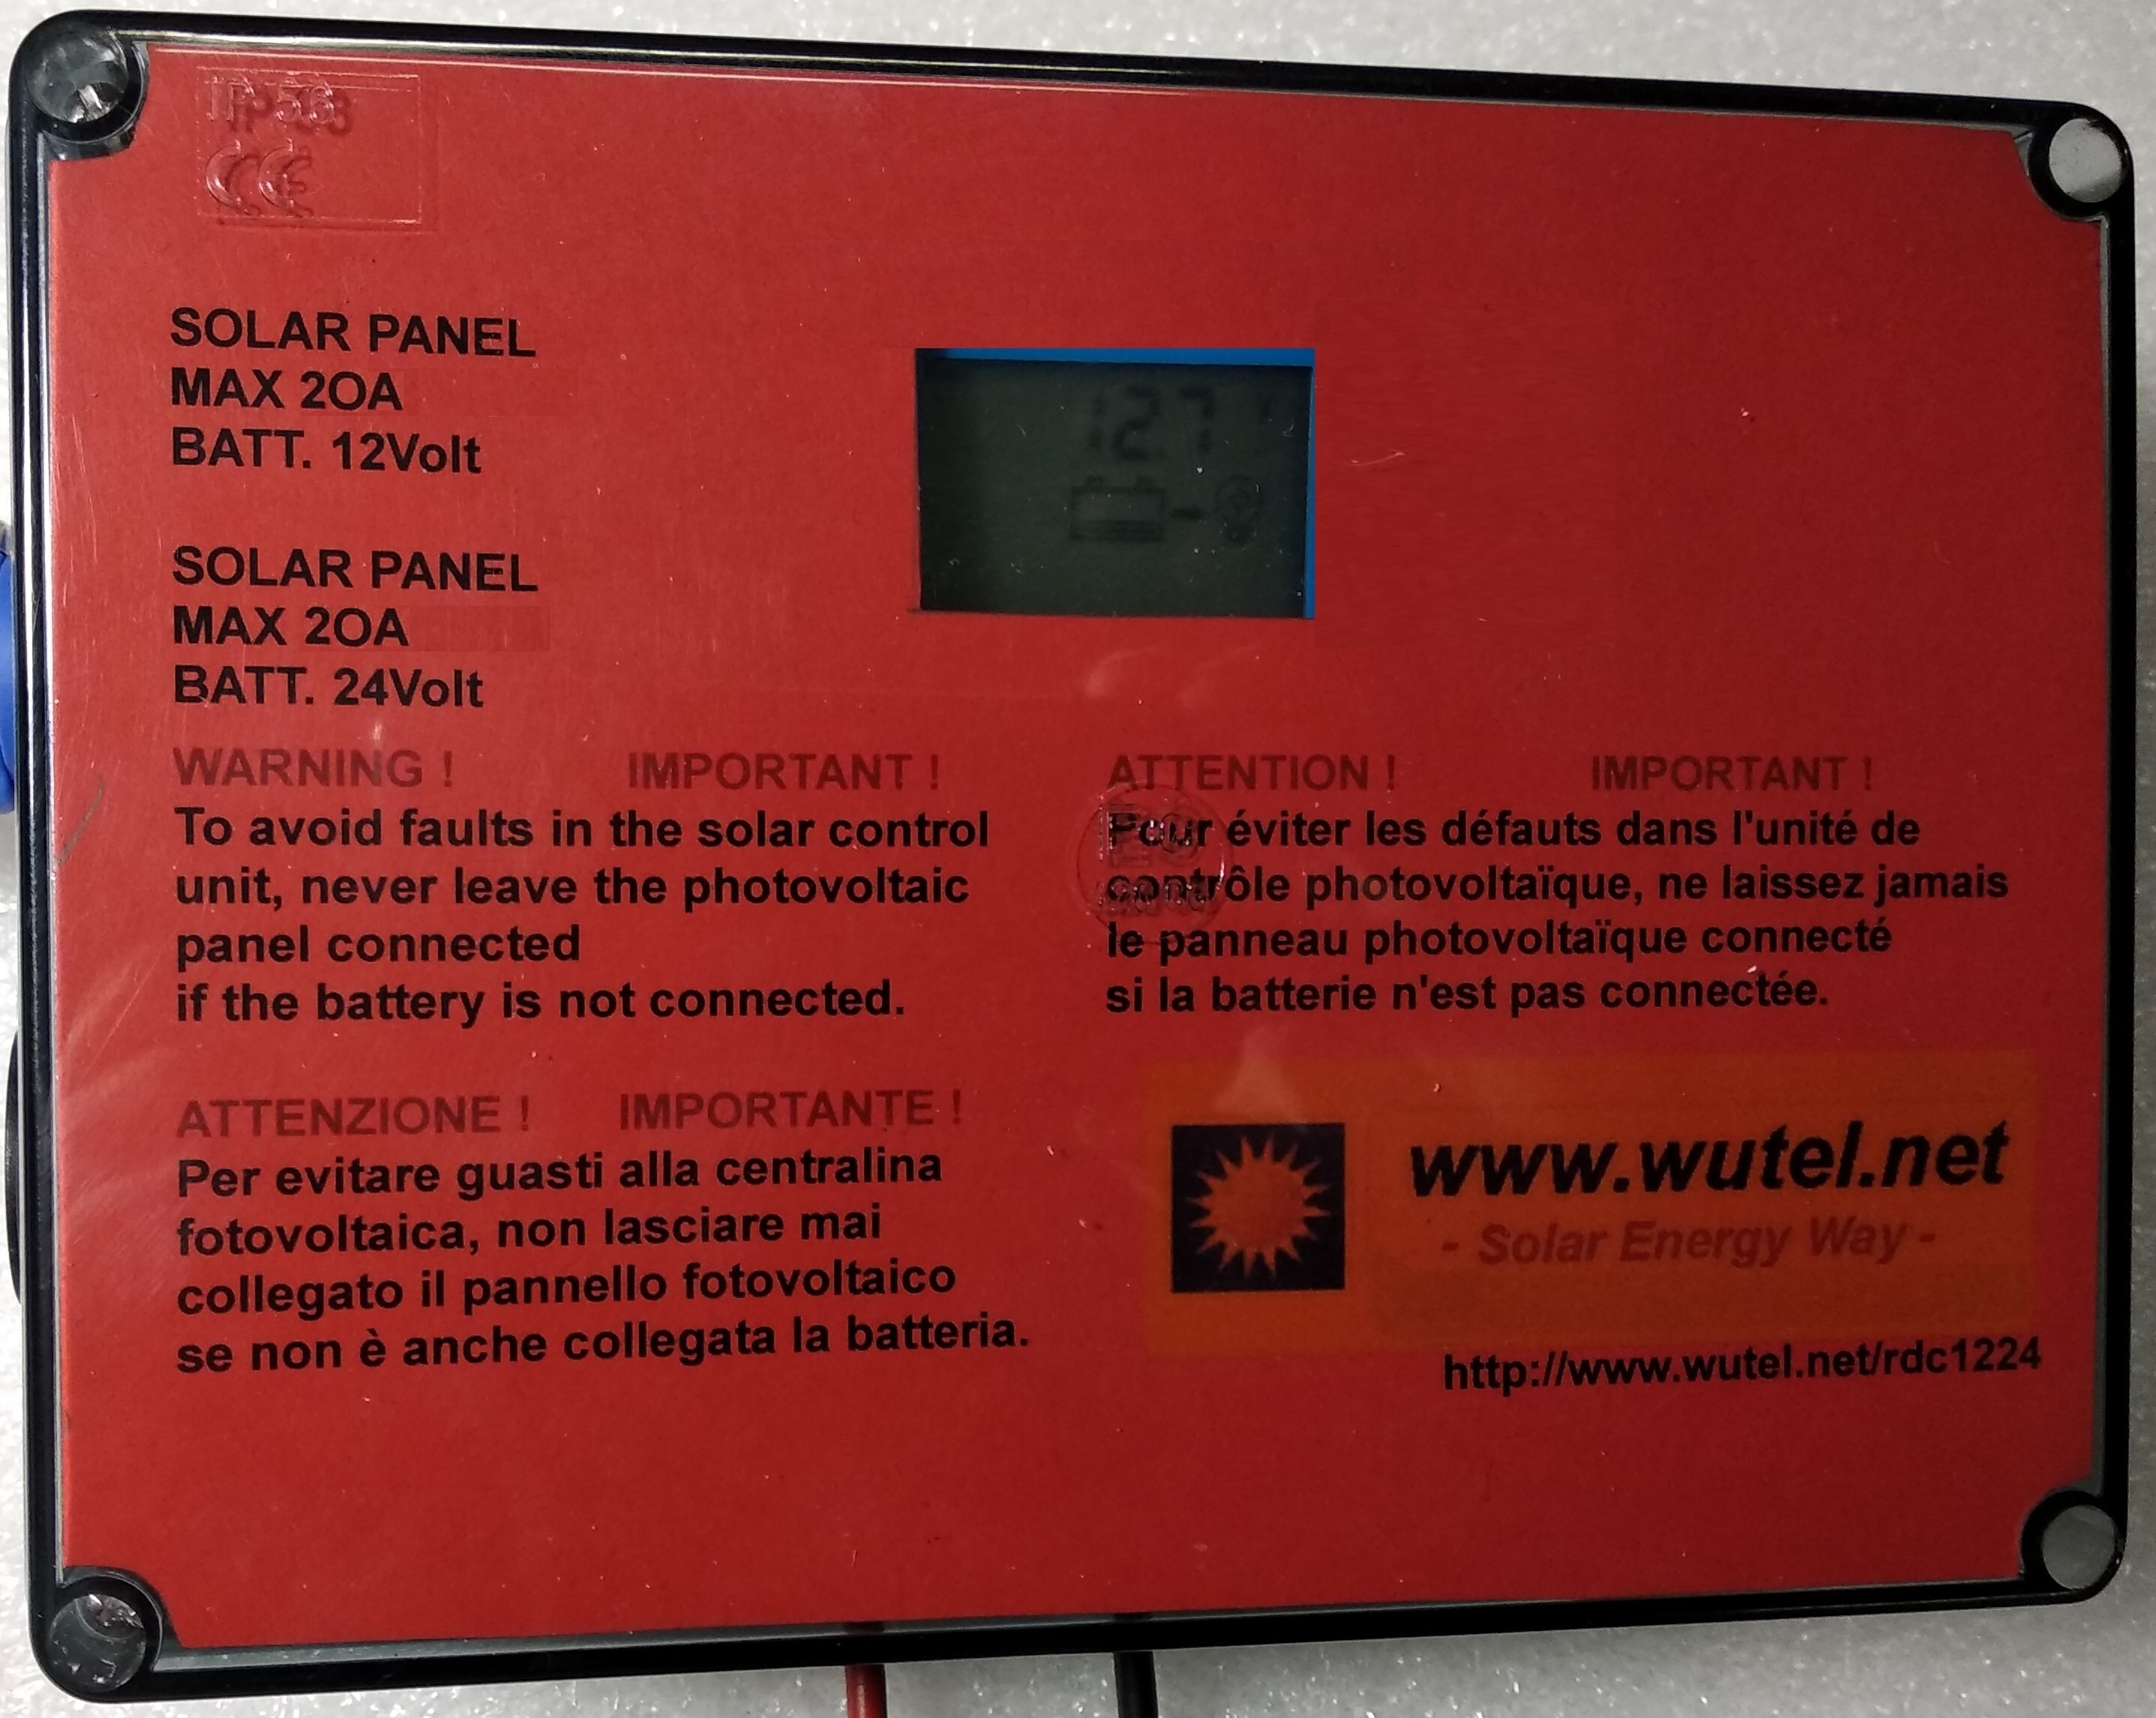 IP56
CE
SOLAR PANEL
MAX 20A
BATT. 12Volt
12.7 V
SOLAR PANEL
MAX 20A
BATT. 24Volt
WARNING ! IMPORTANT !
To avoid faults in the solar control
unit, never leave the photovoltaic
panel connected
if the battery is not connected.
ATTENTION ! IMPORTANT !
Pour éviter les défauts dans l'unité de
contrôle photovoltaïque, ne laissez jamais
le panneau photovoltaïque connecté
si la batterie n'est pas connectée.
ATTENZIONE ! IMPORTANTE !
Per evitare guasti alla centralina
fotovoltaica, non lasciare mai
collegato il pannello fotovoltaico
se non è anche collegata la batteria.
www.wutel.net
- Solar Energy Way -
http://www.wutel.net/rdc1224